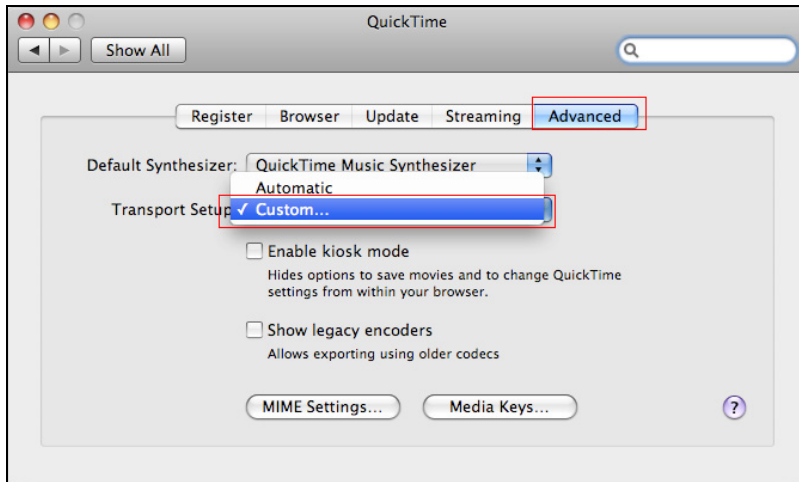 QuickTime
Show All
Register Browser Update Streaming Advanced
Default Synthesizer: QuickTime Music Synthesizer
Automatic
Transport Setup ✓ Custom...
Enable kiosk mode
Hides options to save movies and to change QuickTime
settings from within your browser.
Show legacy encoders
Allows exporting using older codecs
MIME Settings... Media Keys... ?